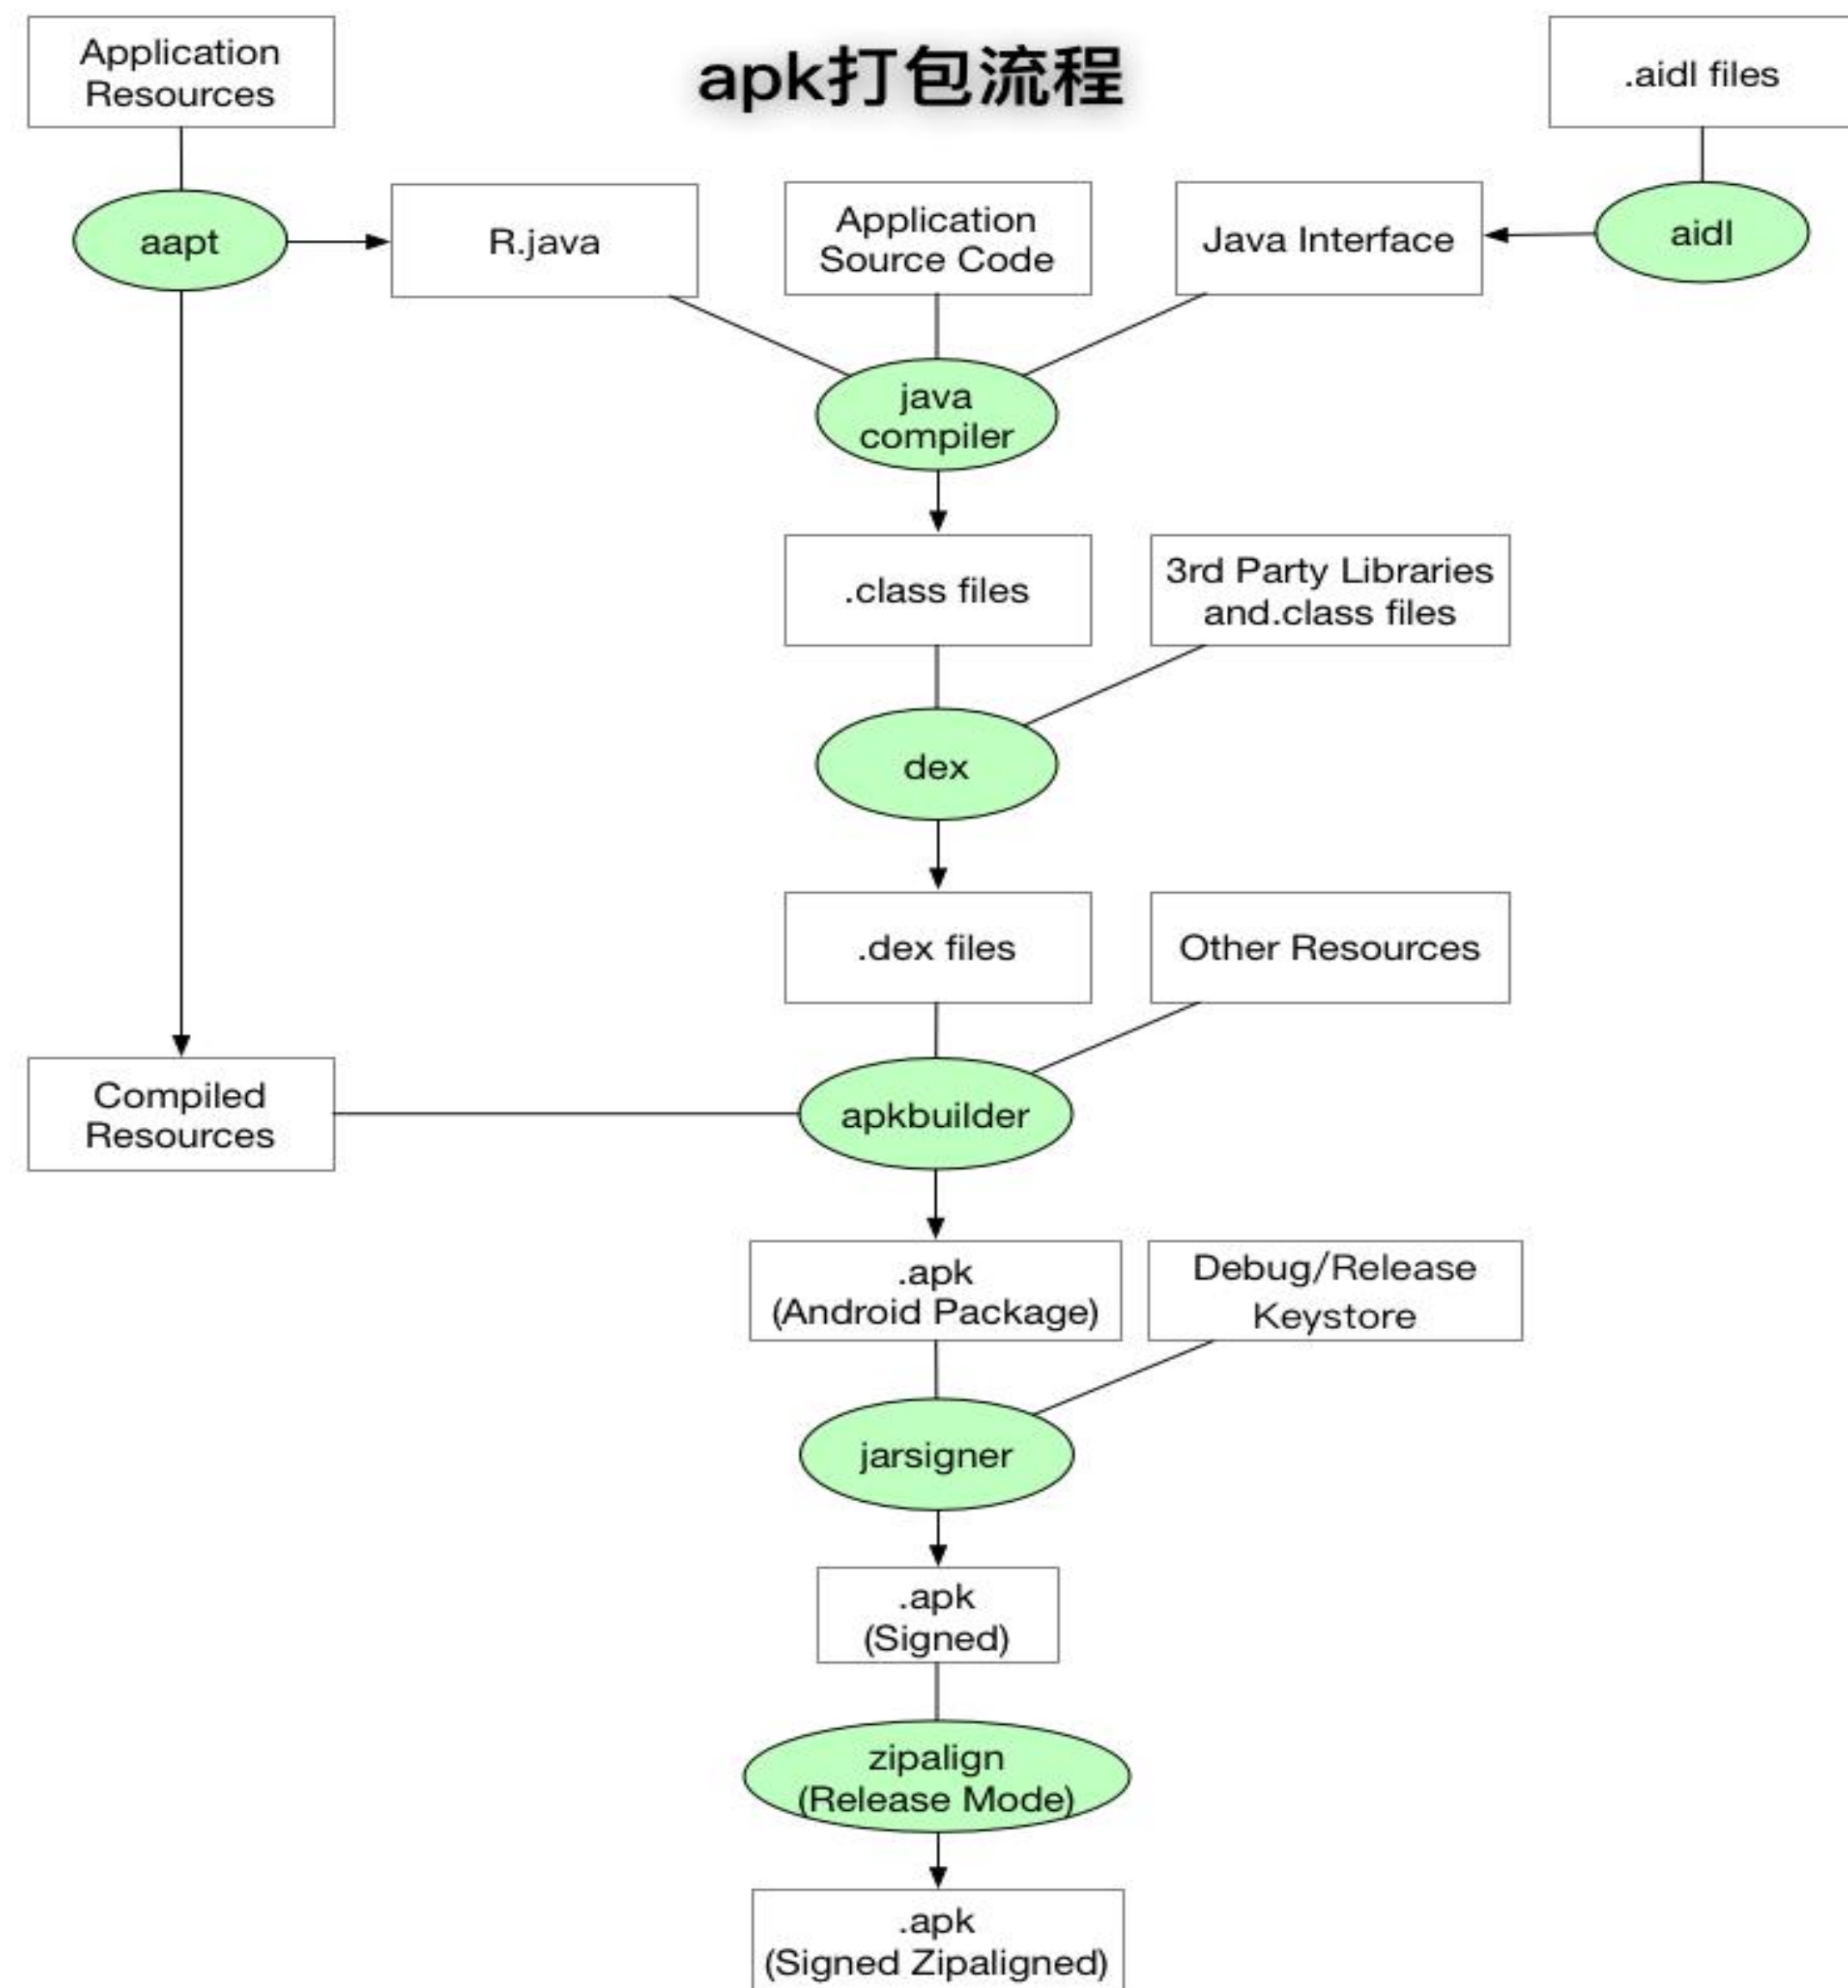 Application
Resources
apk打包流程
.aidl files
aapt
R.java
Application
Source Code
Java Interface
aidl
java
compiler
.class files
3rd Party Libraries
and.class files
dex
.dex files
Other Resources
Compiled
Resources
apkbuilder
.apk
(Android Package)
Debug/Release
Keystore
jarsigner
.apk
(Signed)
zipalign
(Release Mode)
.apk
(Signed Zipaligned)